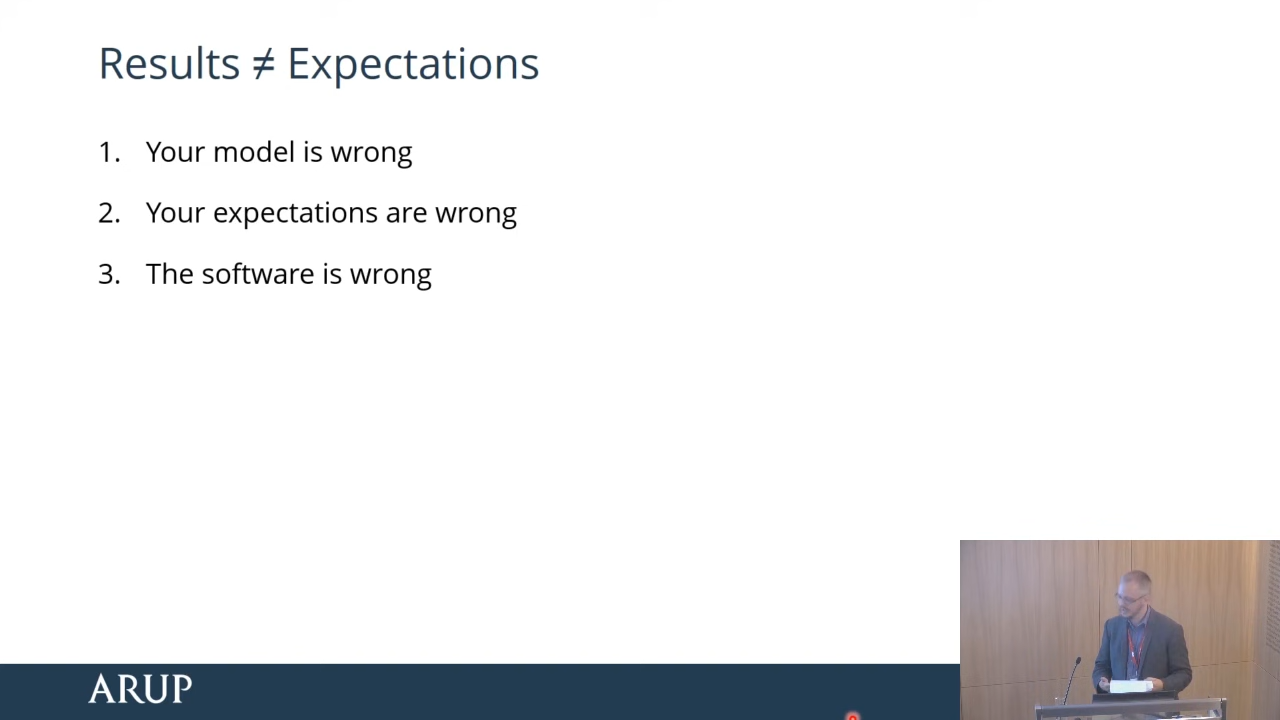 Results ≠ Expectations
1. Your model is wrong
2. Your expectations are wrong
3. The software is wrong
ARUP